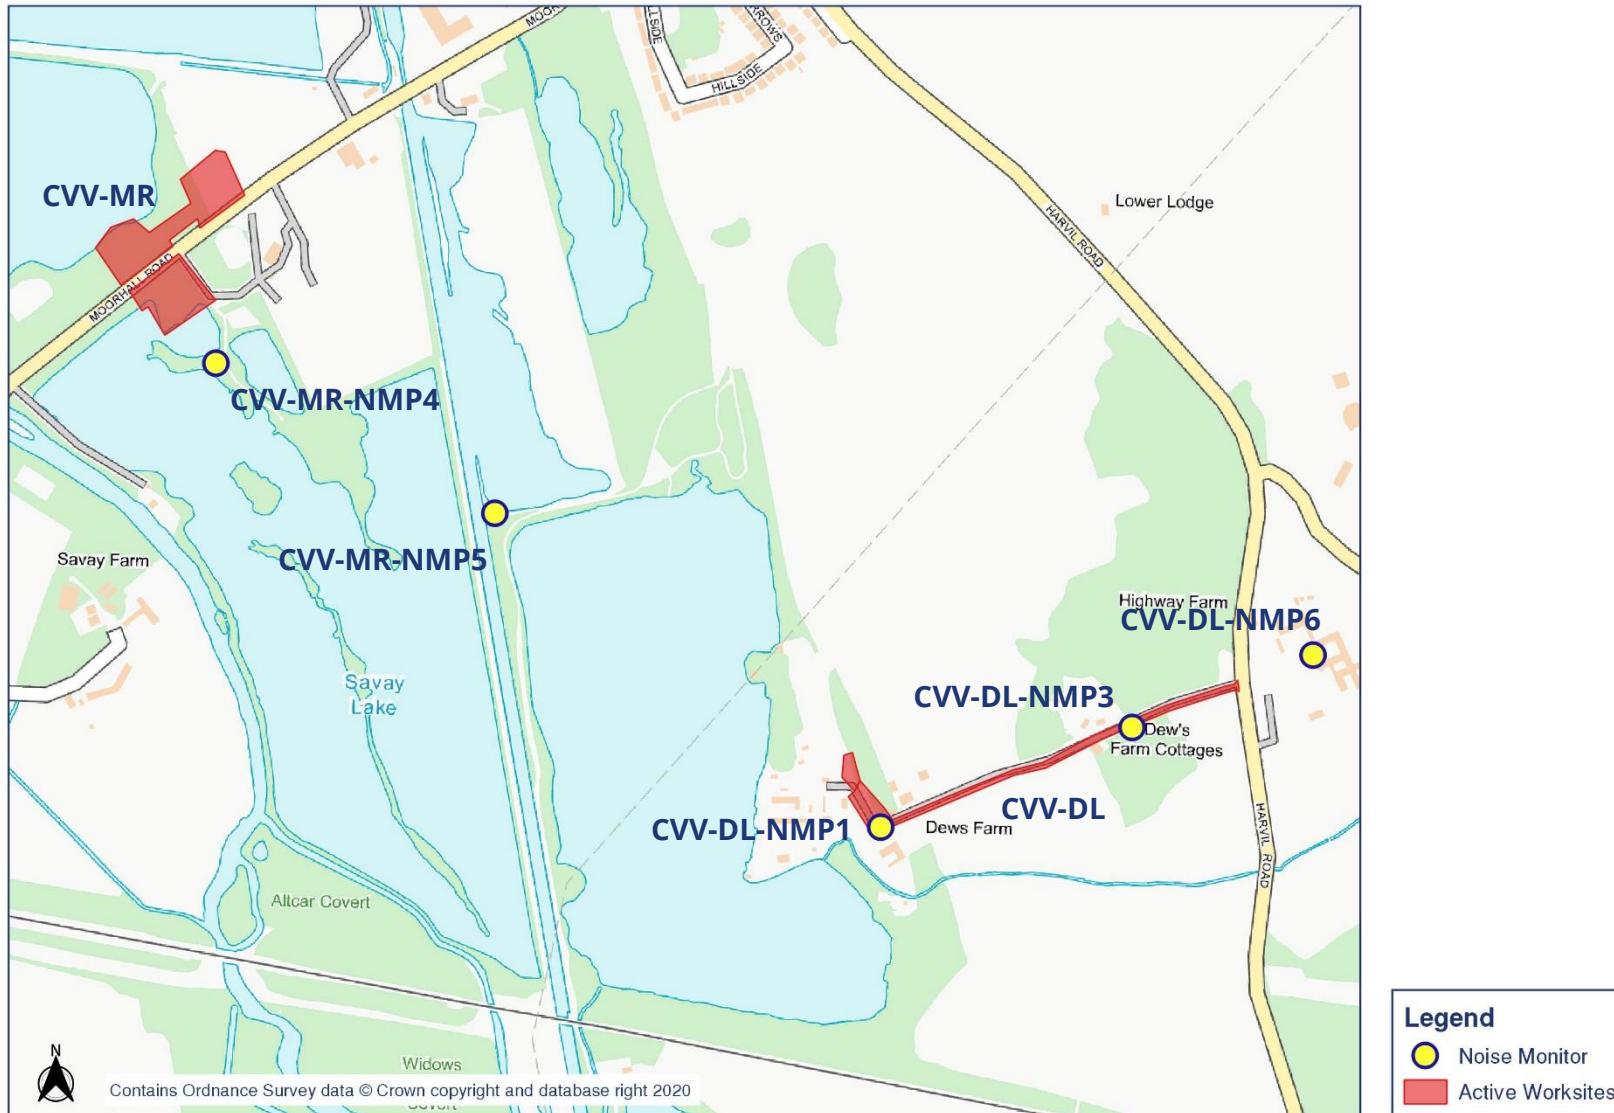 MOORH
HILLSIDE
RROWS
HILLSIDE
CVV-MR
Lower Lodge
HARVIL ROAD
MOORHALL ROAD
CVV-MR-NMP4
CVV-MR-NMP5
Savay Farm
Highway Farm
CVV-DL-NMP6
Savay
Lake
CVV-DL-NMP3
Dew's
Farm Cottages
CVV-DL
CVV-DL-NMP1
Dews Farm
HARVIL ROAD
Altcar Covert
N
Widows
Contains Ordnance Survey data © Crown copyright and database right 2020
Legend
Noise Monitor
Active Worksites